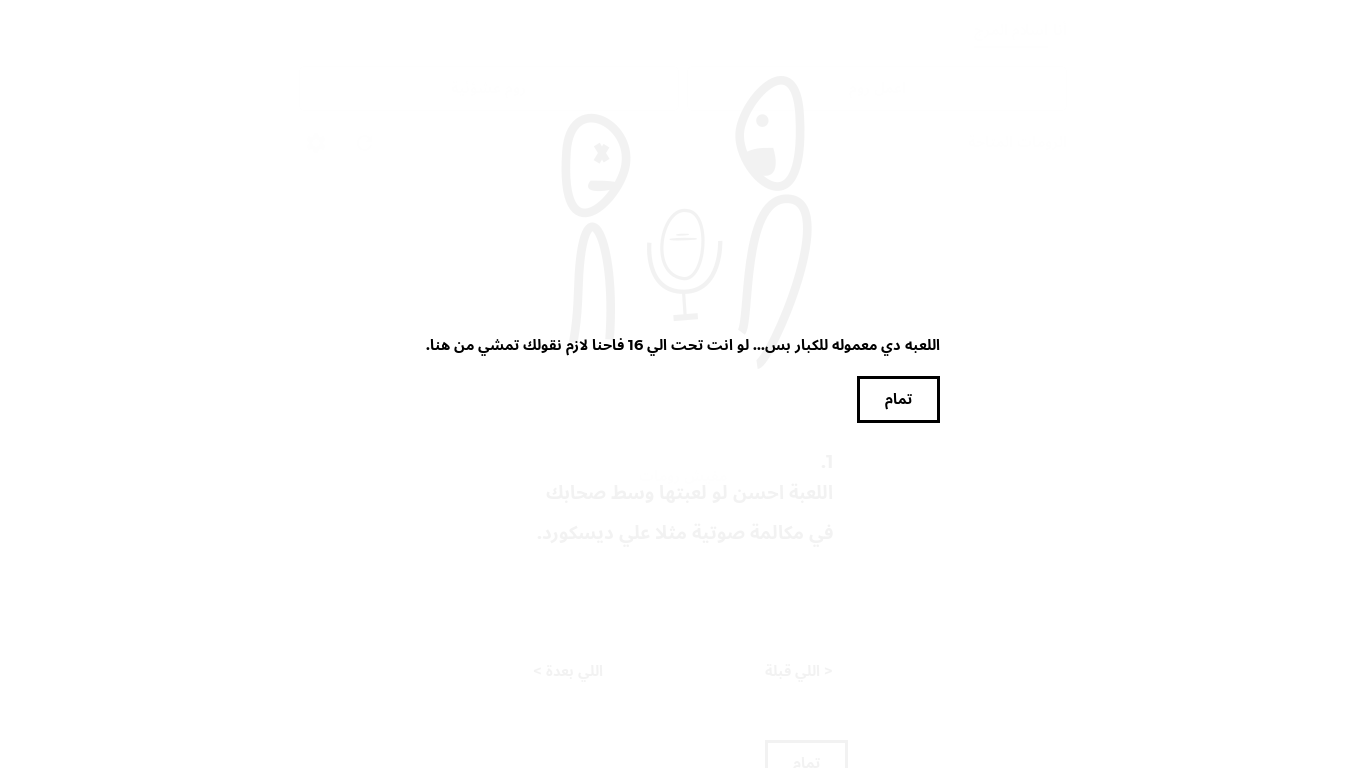 اللعبه دي معموله للكبار بس... لو انت تحت الي 16 فاحنا لازم نقولك تمشي من هنا.
تمام
1.
اللعبة احسن لو لعبتها وسط صحابك
في مكالمة صوتية مثلا علي ديسكورد.
< اللي قبلة
اللي بعدة >
تمام